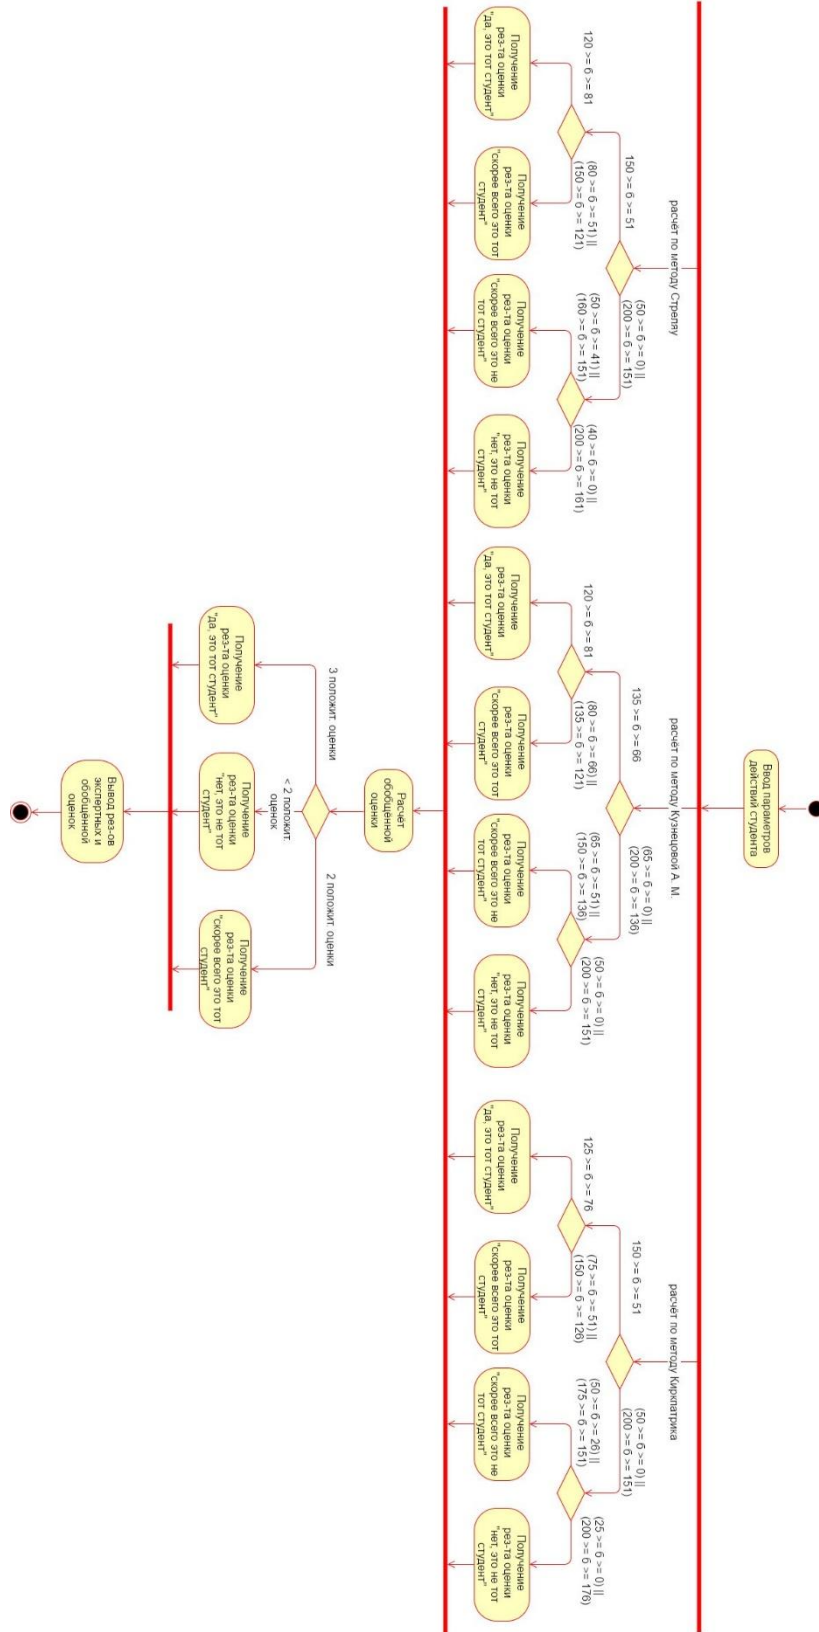 Ввод параметров
действий студента
расчёт по методу Стреляу
150 >= б >= 51
(50 >= б >= 0) ||
(200 >= б >= 151)
120 >= б >= 81
(80 >= б >= 51) ||
(150 >= б >= 121)
(50 >= б >= 41) ||
(160 >= б >= 151)
(40 >= б >= 0) ||
(200 >= б >= 161)
Получение
рез-та оценки
"да, это тот студент"
Получение
рез-та оценки
"скорее всего это тот
студент"
Получение
рез-та оценки
"скорее всего это не
тот студент"
Получение
рез-та оценки
"нет, это не тот
студент"
расчёт по методу Кузнецовой А. М.
135 >= б >= 66
(65 >= б >= 0) ||
(200 >= б >= 136)
120 >= б >= 81
(80 >= б >= 66) ||
(135 >= б >= 121)
(65 >= б >= 51) ||
(150 >= б >= 136)
(50 >= б >= 0) ||
(200 >= б >= 151)
Получение
рез-та оценки
"да, это тот студент"
Получение
рез-та оценки
"скорее всего это тот
студент"
Получение
рез-та оценки
"скорее всего это не
тот студент"
Получение
рез-та оценки
"нет, это не тот
студент"
расчёт по методу Киркпатрика
150 >= б >= 51
(50 >= б >= 0) ||
(200 >= б >= 151)
125 >= б >= 76
(75 >= б >= 51) ||
(150 >= б >= 126)
(50 >= б >= 26) ||
(175 >= б >= 151)
(25 >= б >= 0) ||
(200 >= б >= 176)
Получение
рез-та оценки
"да, это тот студент"
Получение
рез-та оценки
"скорее всего это тот
студент"
Получение
рез-та оценки
"скорее всего это не
тот студент"
Получение
рез-та оценки
"нет, это не тот
студент"
Расчёт
обобщённой
оценки
3 положит. оценки
< 2 положит.
оценок
2 положит. оценки
Получение
рез-та оценки
"да, это тот студент"
Получение
рез-та оценки
"нет, это не тот
студент"
Получение
рез-та оценки
"скорее всего это тот
студент"
Вывод рез-ов
экспертных и
обобщённой
оценок